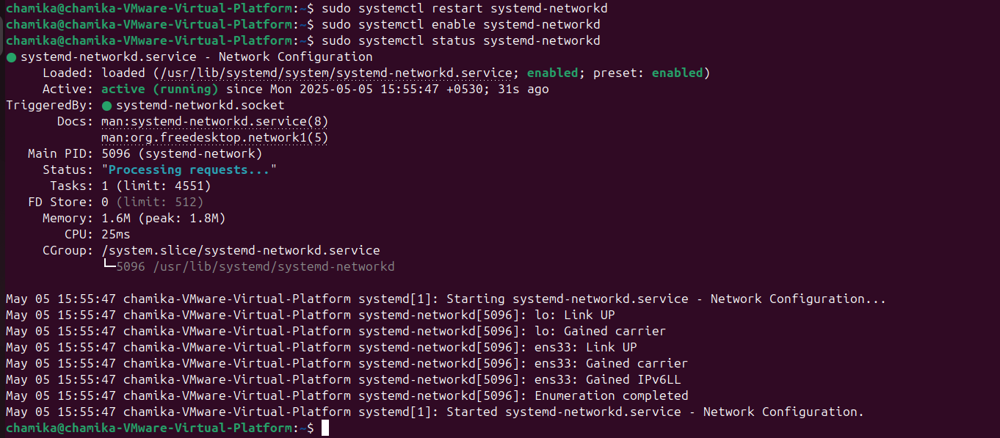 chamika@chamika-VMware-Virtual-Platform:~$ sudo systemctl restart systemd-networkd
chamika@chamika-VMware-Virtual-Platform:~$ sudo systemctl enable systemd-networkd
chamika@chamika-VMware-Virtual-Platform:~$ sudo systemctl status systemd-networkd
● systemd-networkd.service - Network Configuration
     Loaded: loaded (/usr/lib/systemd/system/systemd-networkd.service; enabled; preset: enabled)
     Active: active (running) since Mon 2025-05-05 15:55:47 +0530; 31s ago
TriggeredBy: ● systemd-networkd.socket
       Docs: man:systemd-networkd.service(8)
             man:org.freedesktop.network1(5)
   Main PID: 5096 (systemd-network)
     Status: "Processing requests..."
      Tasks: 1 (limit: 4551)
   FD Store: 0 (limit: 512)
     Memory: 1.6M (peak: 1.8M)
        CPU: 25ms
     CGroup: /system.slice/systemd-networkd.service
             └─5096 /usr/lib/systemd/systemd-networkd

May 05 15:55:47 chamika-VMware-Virtual-Platform systemd[1]: Starting systemd-networkd.service - Network Configuration...
May 05 15:55:47 chamika-VMware-Virtual-Platform systemd-networkd[5096]: lo: Link UP
May 05 15:55:47 chamika-VMware-Virtual-Platform systemd-networkd[5096]: lo: Gained carrier
May 05 15:55:47 chamika-VMware-Virtual-Platform systemd-networkd[5096]: ens33: Link UP
May 05 15:55:47 chamika-VMware-Virtual-Platform systemd-networkd[5096]: ens33: Gained carrier
May 05 15:55:47 chamika-VMware-Virtual-Platform systemd-networkd[5096]: ens33: Gained IPv6LL
May 05 15:55:47 chamika-VMware-Virtual-Platform systemd-networkd[5096]: Enumeration completed
May 05 15:55:47 chamika-VMware-Virtual-Platform systemd[1]: Started systemd-networkd.service - Network Configuration.
chamika@chamika-VMware-Virtual-Platform:~$